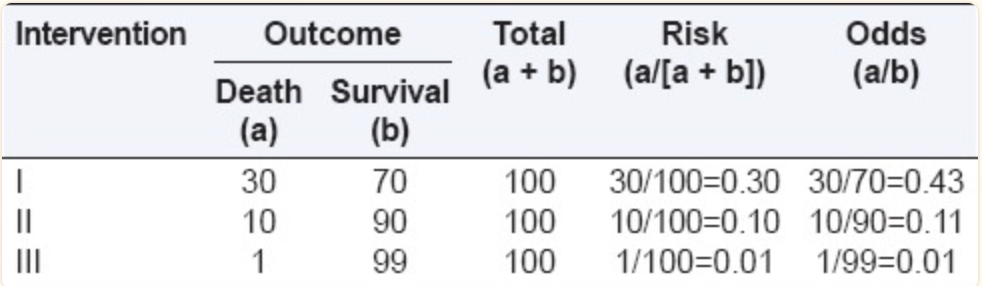 Intervention Outcome Total Risk Odds
(a + b) (a/[a + b]) (a/b)
Death Survival
(a) (b)
I 30 70 100 30/100=0.30 30/70=0.43
II 10 90 100 10/100=0.10 10/90=0.11
III 1 99 100 1/100=0.01 1/99=0.01